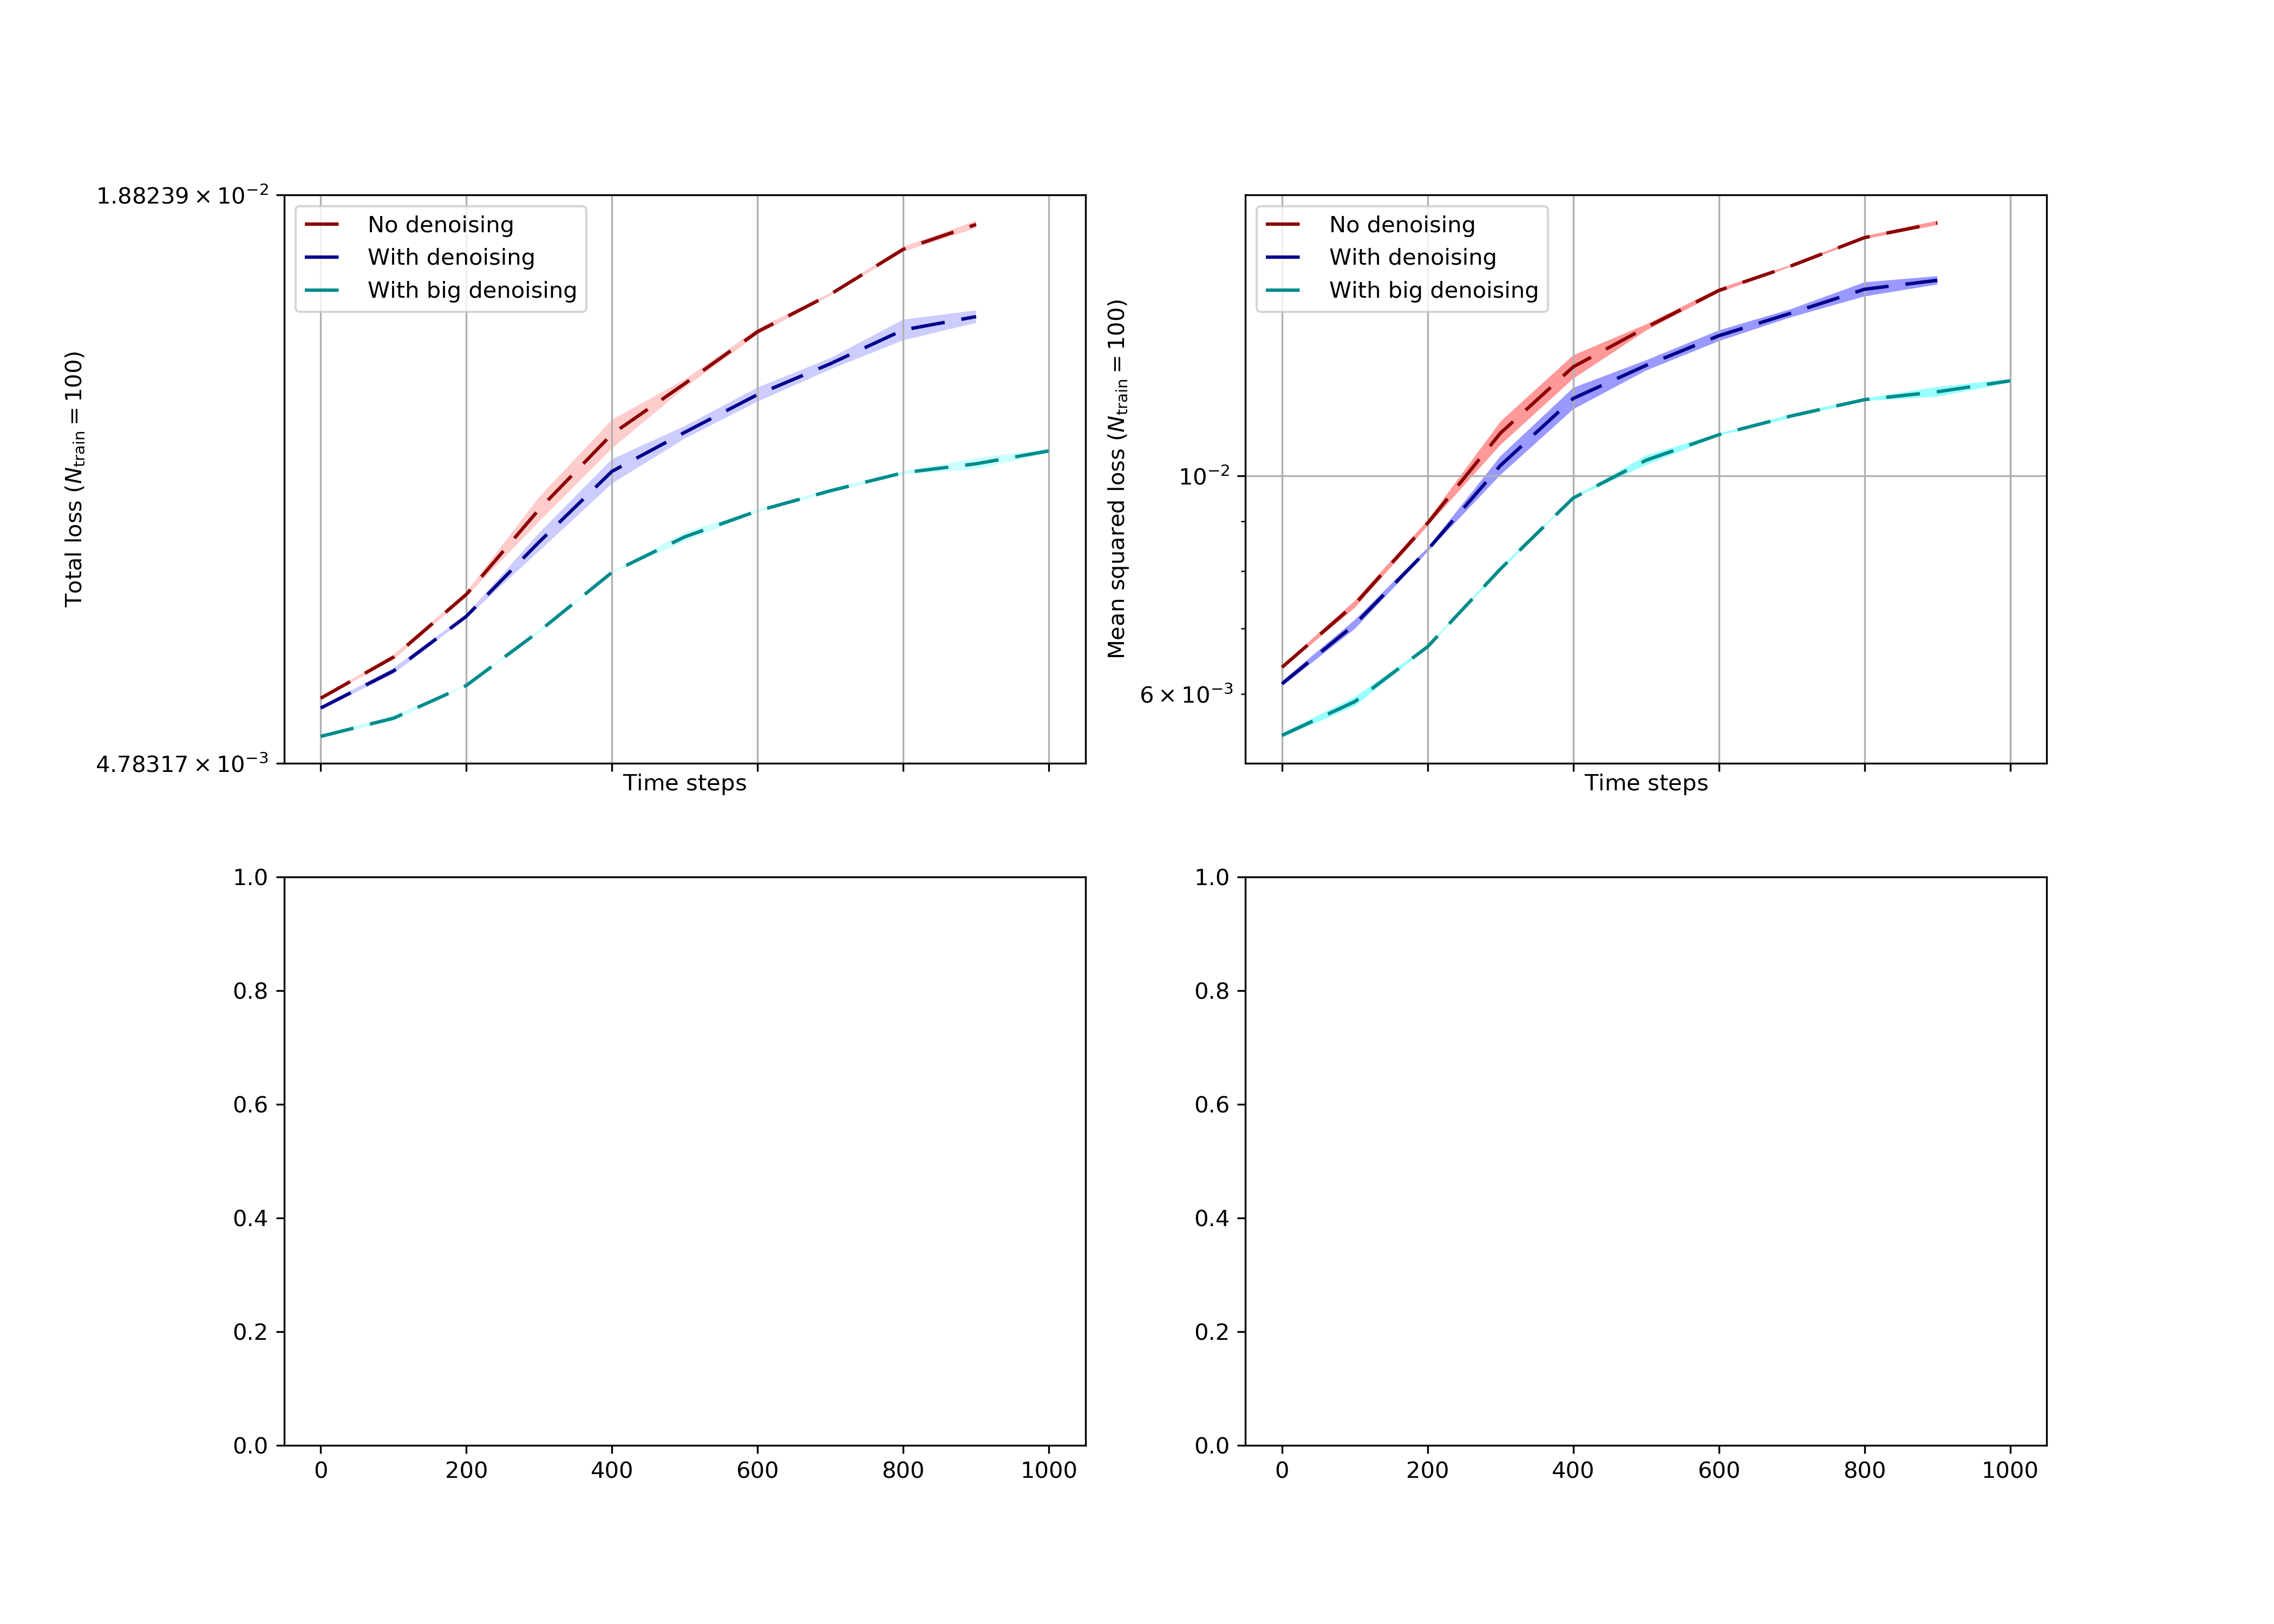 1.88239 × 10⁻²
4.78317 × 10⁻³
Total loss (N_train = 100)
No denoising
With denoising
With big denoising
Time steps
10⁻²
6 × 10⁻³
Mean squared loss (N_train = 100)
No denoising
With denoising
With big denoising
Time steps
1.0
0.8
0.6
0.4
0.2
0.0
0 200 400 600 800 1000
1.0
0.8
0.6
0.4
0.2
0.0
0 200 400 600 800 1000